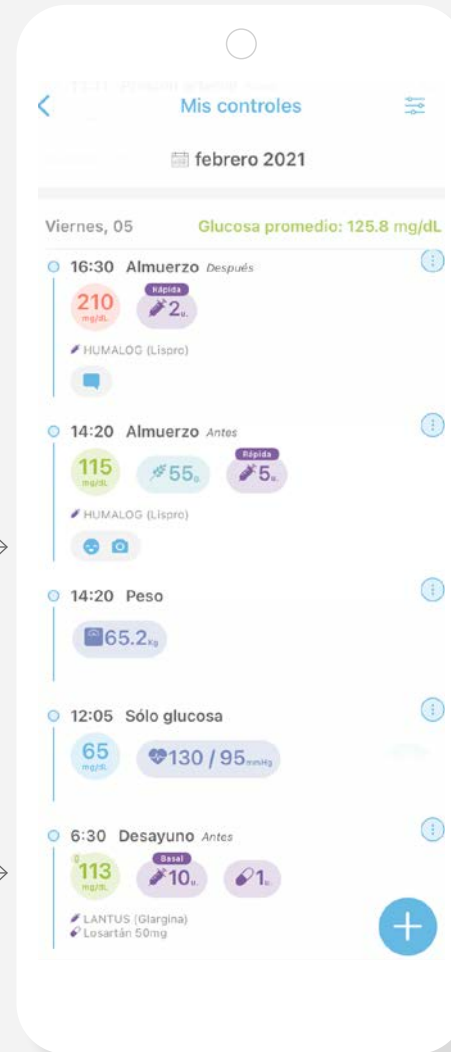 Mis controles
febrero 2021
Viernes, 05 Glucosa promedio: 125.8 mg/dL
16:30 Almuerzo Después
210 mg/dL Rápida 2u.
HUMALOG (Lispro)
14:20 Almuerzo Antes
115 mg/dL 55g. Rápida 5u.
HUMALOG (Lispro)
14:20 Peso
65.2Kg
12:05 Sólo glucosa
65 mg/dL 130 / 95mmHg
6:30 Desayuno Antes
113 mg/dL Basal 10u. 1u.
LANTUS (Glargina)
Losartán 50mg